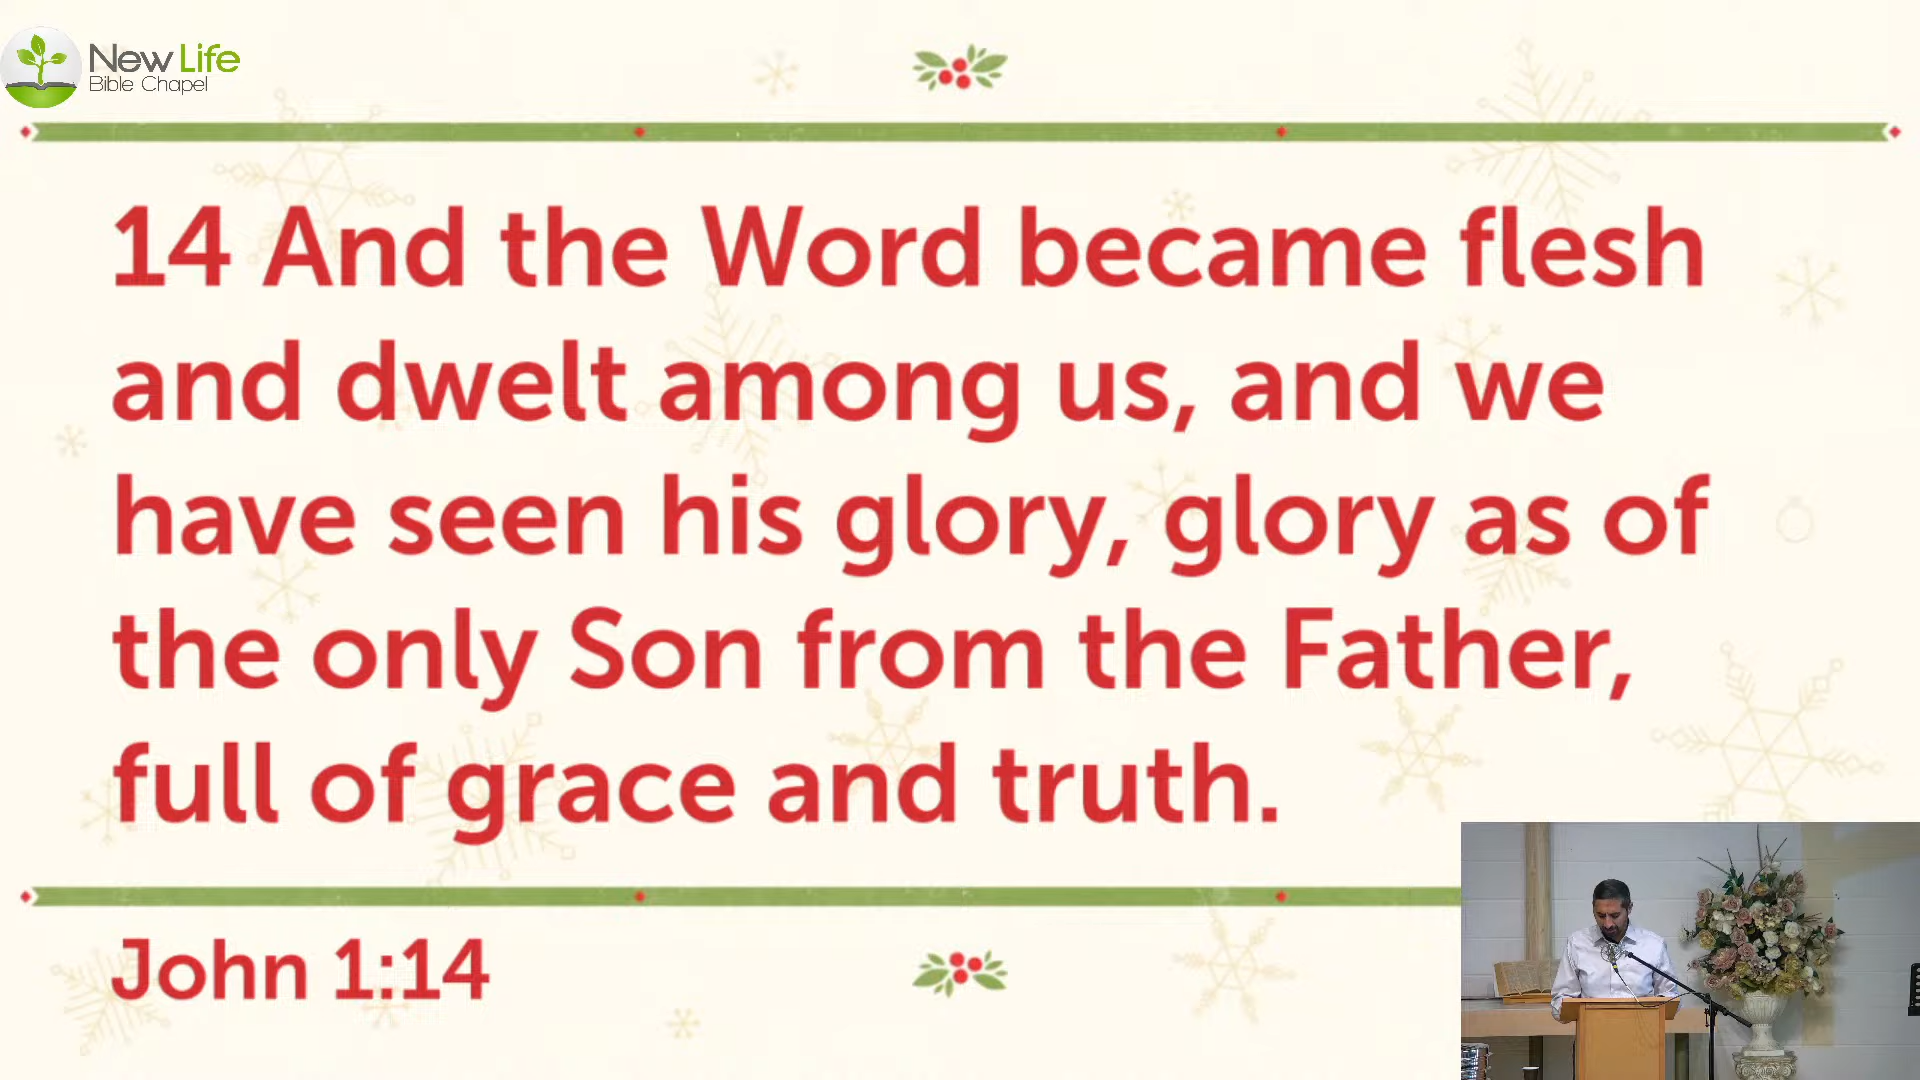 New Life
Bible Chapel
14 And the Word became flesh
and dwelt among us, and we
have seen his glory, glory as of
the only Son from the Father,
full of grace and truth.
John 1:14